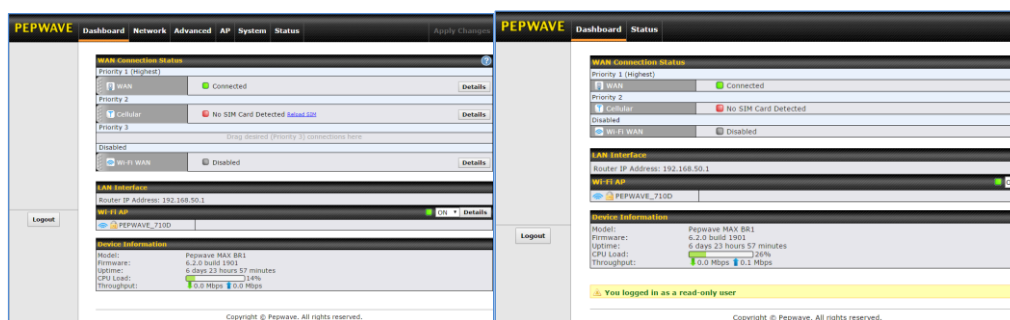 PEPWAVE Dashboard Network Advanced AP System Status Apply Changes
WAN Connection Status
Priority 1 (Highest)
WAN Connected Details
Priority 2
Cellular No SIM Card Detected Reload SIM Details
Priority 3
Drag desired (Priority 3) connections here
Disabled
Wi-Fi WAN Disabled Details
LAN Interface
Router IP Address: 192.168.50.1
Wi-Fi AP ON Details
PEPWAVE_710D
Logout
Device Information
Model: Pepwave MAX BR1
Firmware: 6.2.0 build 1901
Uptime: 6 days 23 hours 57 minutes
CPU Load: 14%
Throughput: 0.0 Mbps 0.0 Mbps
Copyright © Pepwave. All rights reserved.
PEPWAVE Dashboard Status
WAN Connection Status
Priority 1 (Highest)
WAN Connected
Priority 2
Cellular No SIM Card Detected
Disabled
Wi-Fi WAN Disabled
LAN Interface
Router IP Address: 192.168.50.1
Wi-Fi AP
PEPWAVE_710D
Device Information
Logout
Model: Pepwave MAX BR1
Firmware: 6.2.0 build 1901
Uptime: 6 days 23 hours 57 minutes
CPU Load: 26%
Throughput: 0.0 Mbps 0.1 Mbps
You logged in as a read-only user
Copyright © Pepwave. All rights reserved.